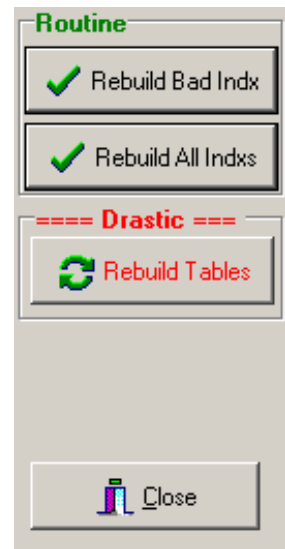 Routine
Rebuild Bad Indx
Rebuild All Indxs
==== Drastic ===
Rebuild Tables
Close